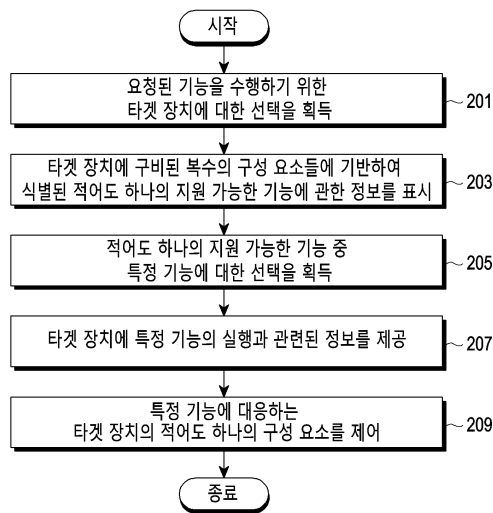 시작
요청된 기능을 수행하기 위한
타겟 장치에 대한 선택을 획득
201
타겟 장치에 구비된 복수의 구성 요소들에 기반하여
식별된 적어도 하나의 지원 가능한 기능에 관한 정보를 표시
203
적어도 하나의 지원 가능한 기능 중
특정 기능에 대한 선택을 획득
205
타겟 장치에 특정 기능의 실행과 관련된 정보를 제공
207
특정 기능에 대응하는
타겟 장치의 적어도 하나의 구성 요소를 제어
209
종료